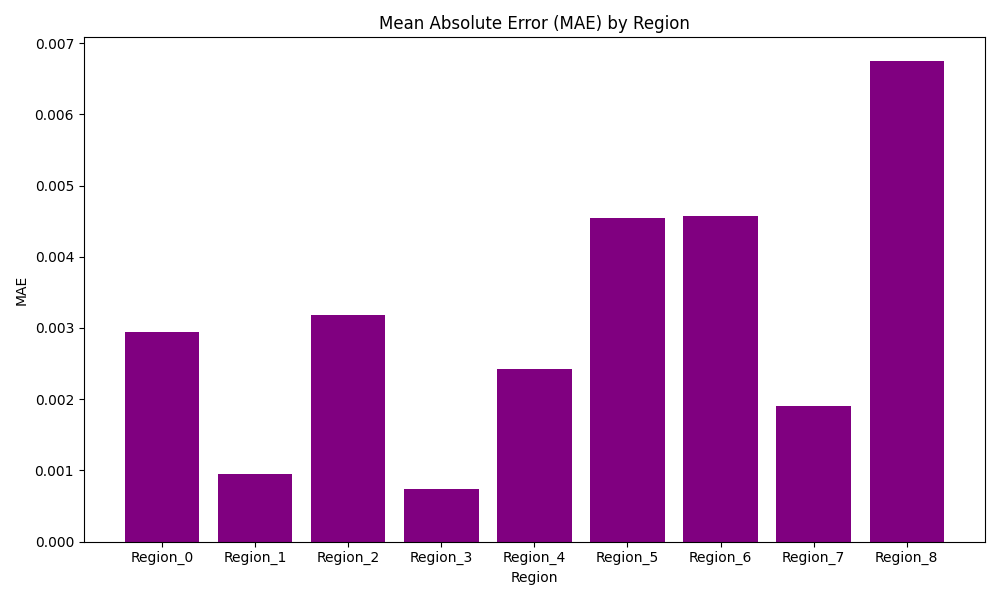 Mean Absolute Error (MAE) by Region
MAE
0.007
0.006
0.005
0.004
0.003
0.002
0.001
0.000
Region_0 Region_1 Region_2 Region_3 Region_4 Region_5 Region_6 Region_7 Region_8
Region